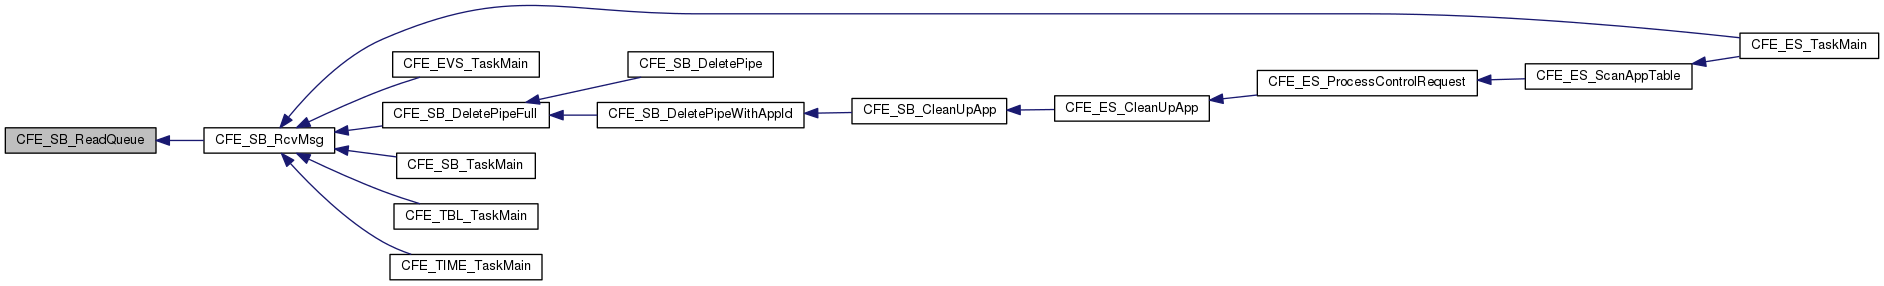 CFE_SB_ReadQueue
CFE_SB_RcvMsg
CFE_EVS_TaskMain
CFE_SB_DeletePipeFull
CFE_SB_TaskMain
CFE_TBL_TaskMain
CFE_TIME_TaskMain
CFE_SB_DeletePipe
CFE_SB_DeletePipeWithAppId
CFE_SB_CleanUpApp
CFE_ES_CleanUpApp
CFE_ES_ProcessControlRequest
CFE_ES_ScanAppTable
CFE_ES_TaskMain